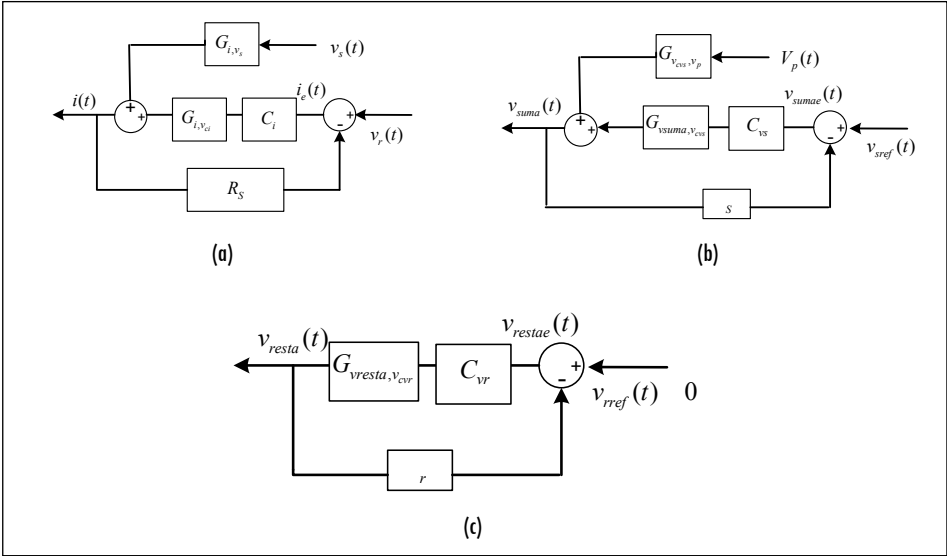 G_{i,v_s}
v_s(t)
i(t)
+
+
G_{i,v_{ci}}
C_i
i_e(t)
+
-
v_r(t)
R_S
(a)
G_{v_{cvs},v_p}
V_p(t)
v_{suma}(t)
+
+
G_{vsuma,v_{cvs}}
C_{vs}
v_{sumae}(t)
+
-
v_{sref}(t)
s
(b)
v_{resta}(t)
G_{vresta,v_{cvr}}
C_{vr}
v_{restae}(t)
+
-
v_{rref}(t) 0
r
(c)